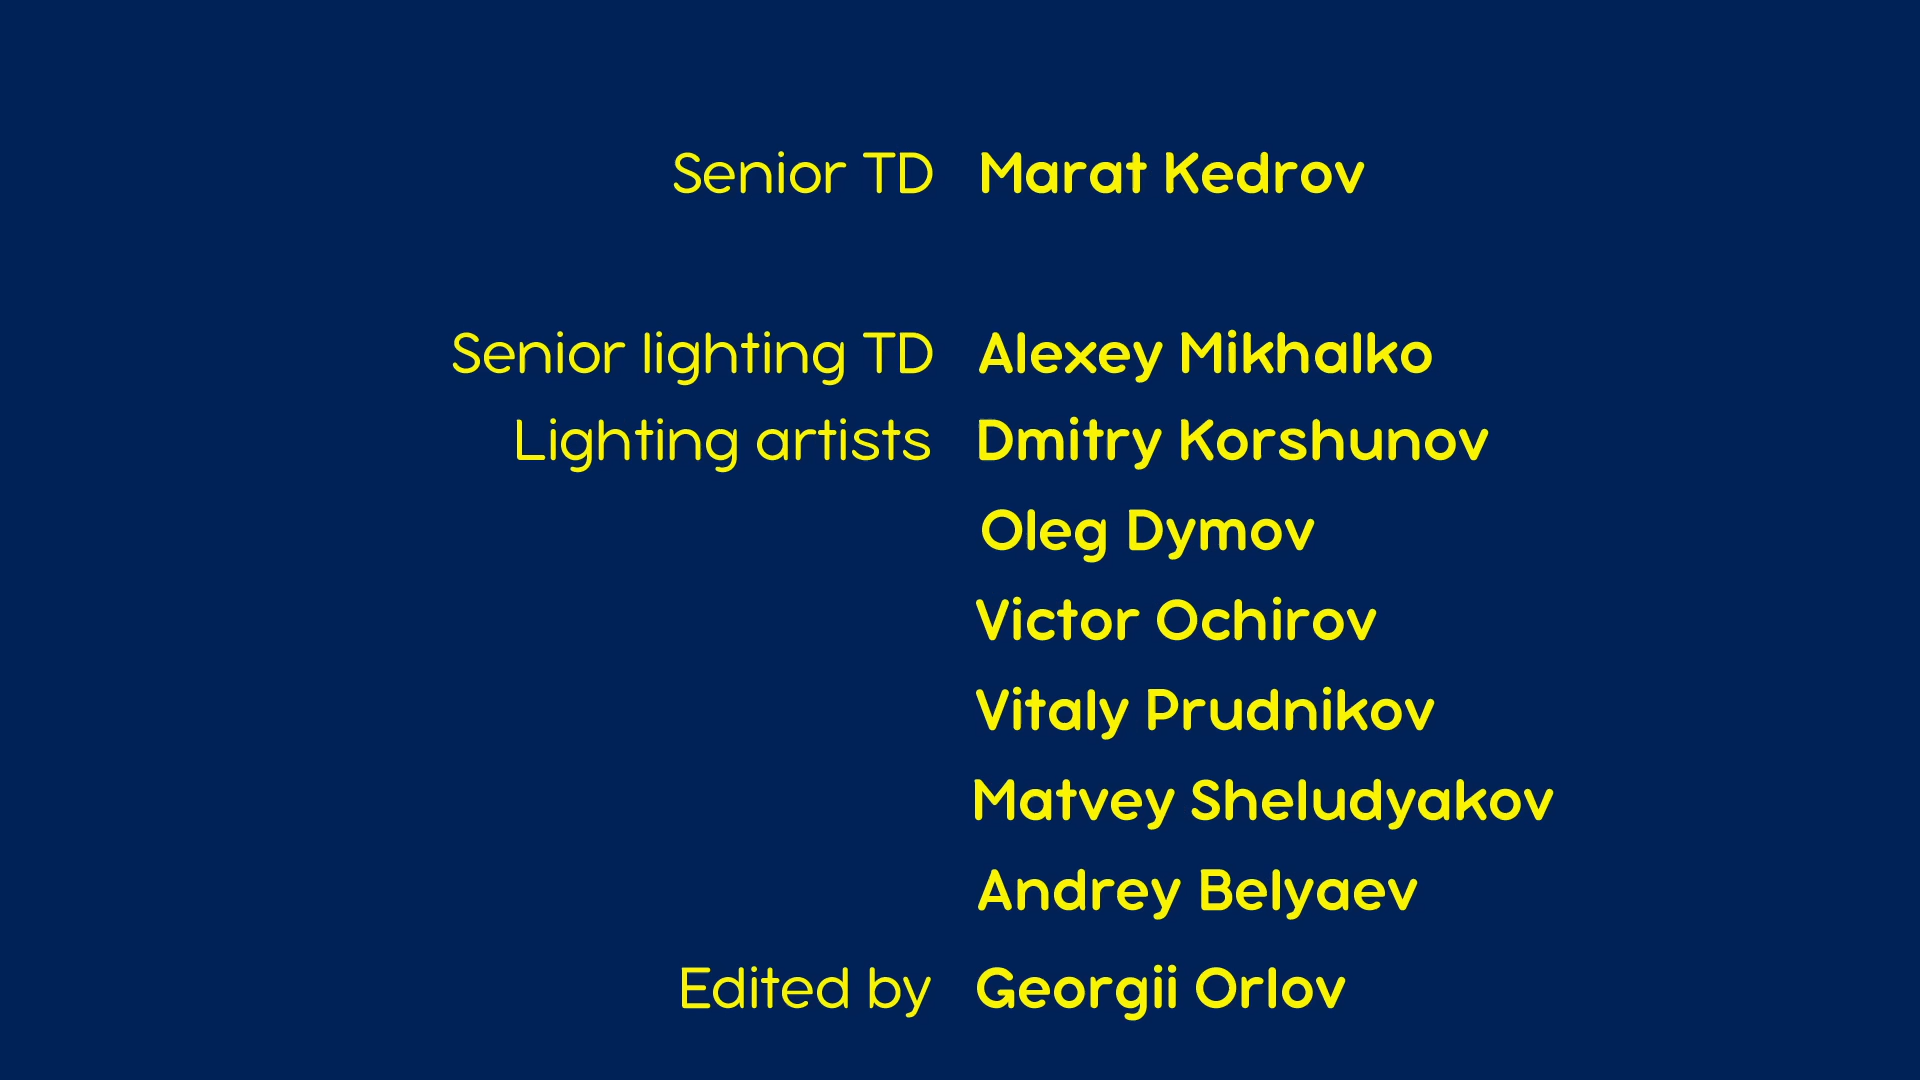 Senior TD Marat Kedrov
Senior lighting TD Alexey Mikhalko
Lighting artists Dmitry Korshunov
Oleg Dymov
Victor Ochirov
Vitaly Prudnikov
Matvey Sheludyakov
Andrey Belyaev
Edited by Georgii Orlov